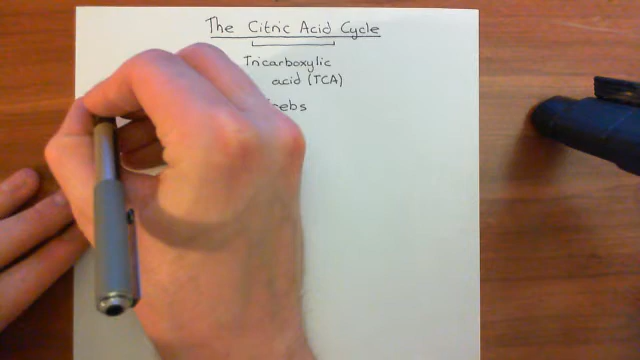 The Citric Acid Cycle
Tricarboxylic
acid (TCA)